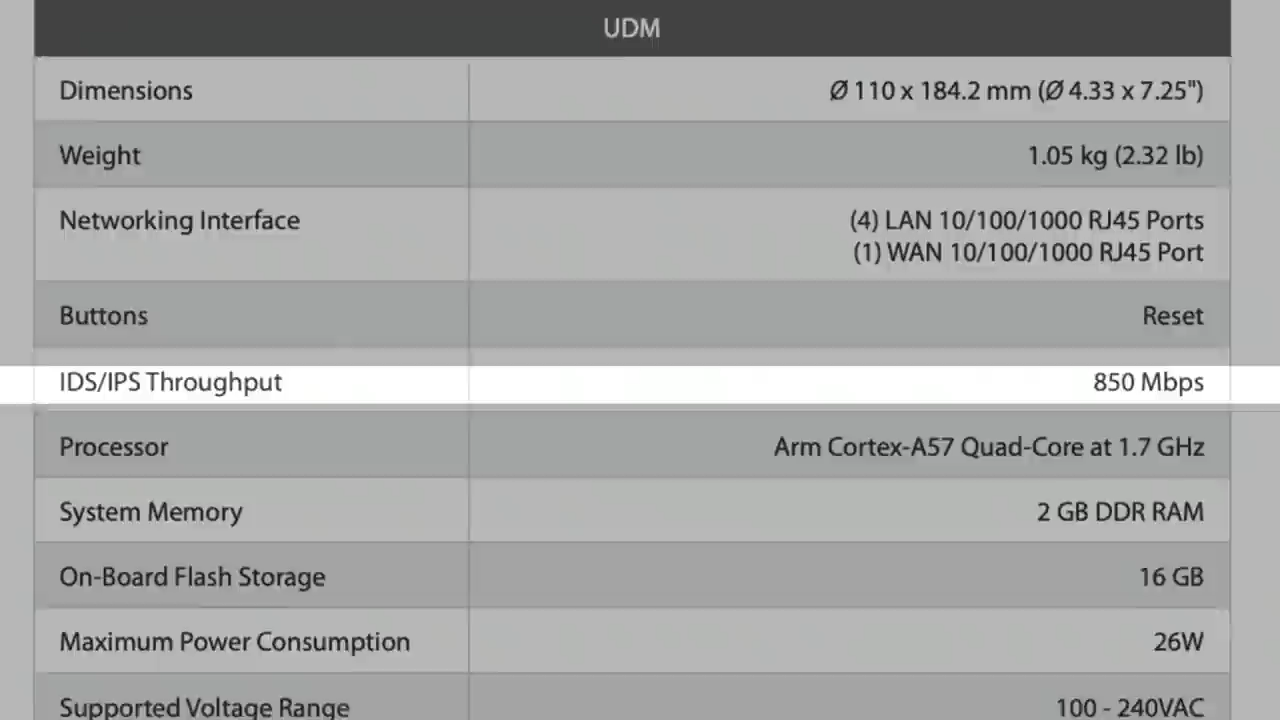 UDM
Dimensions Ø 110 x 184.2 mm (Ø 4.33 x 7.25")
Weight 1.05 kg (2.32 lb)
Networking Interface (4) LAN 10/100/1000 RJ45 Ports
(1) WAN 10/100/1000 RJ45 Port
Buttons Reset
IDS/IPS Throughput 850 Mbps
Processor Arm Cortex-A57 Quad-Core at 1.7 GHz
System Memory 2 GB DDR RAM
On-Board Flash Storage 16 GB
Maximum Power Consumption 26W
Supported Voltage Range 100 - 240VAC